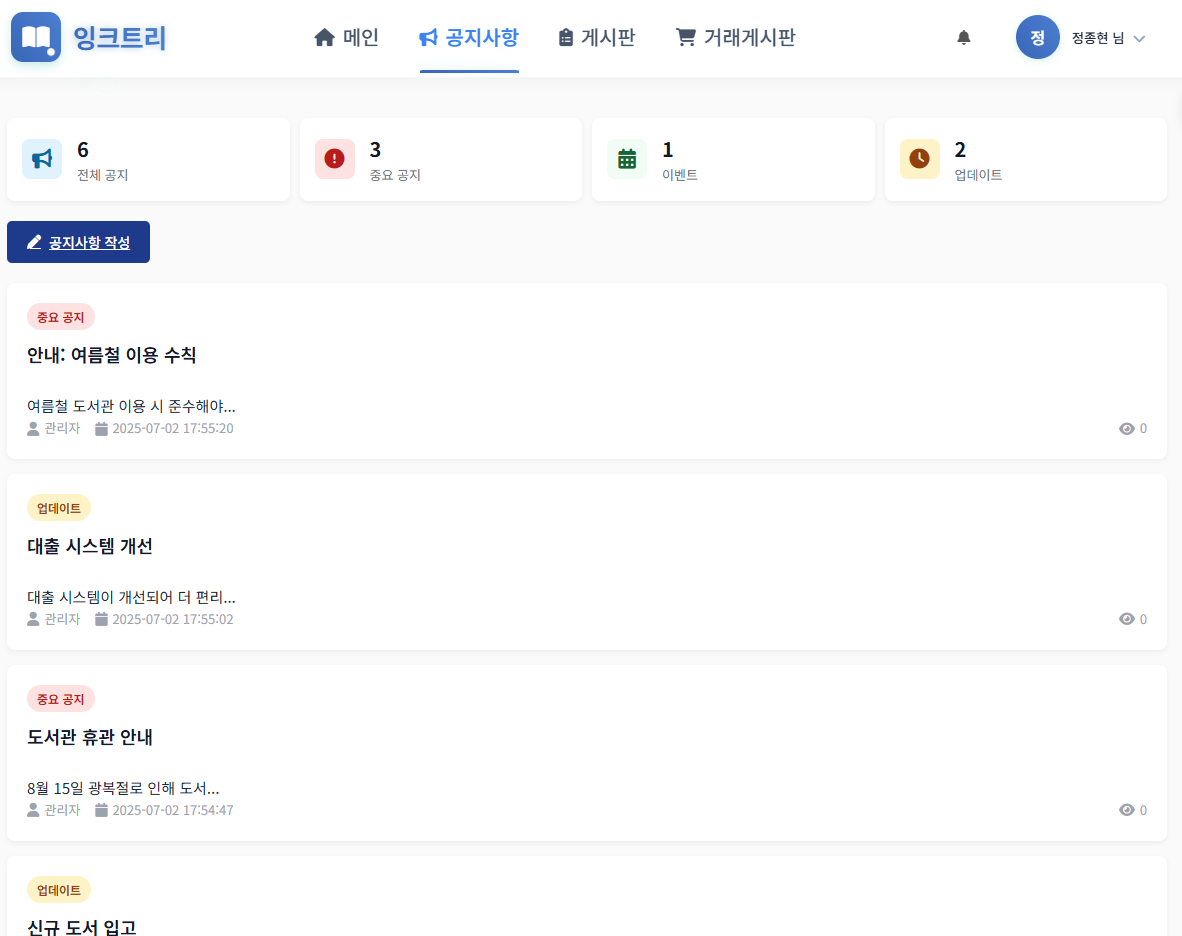 잉크트리
메인
공지사항
게시판
거래게시판
정
정종현 님
6
전체 공지
3
중요 공지
1
이벤트
2
업데이트
공지사항 작성
중요 공지
안내: 여름철 이용 수칙
여름철 도서관 이용 시 준수해야...
관리자 2025-07-02 17:55:20 0
업데이트
대출 시스템 개선
대출 시스템이 개선되어 더 편리...
관리자 2025-07-02 17:55:02 0
중요 공지
도서관 휴관 안내
8월 15일 광복절로 인해 도서...
관리자 2025-07-02 17:54:47 0
업데이트
신규 도서 입고